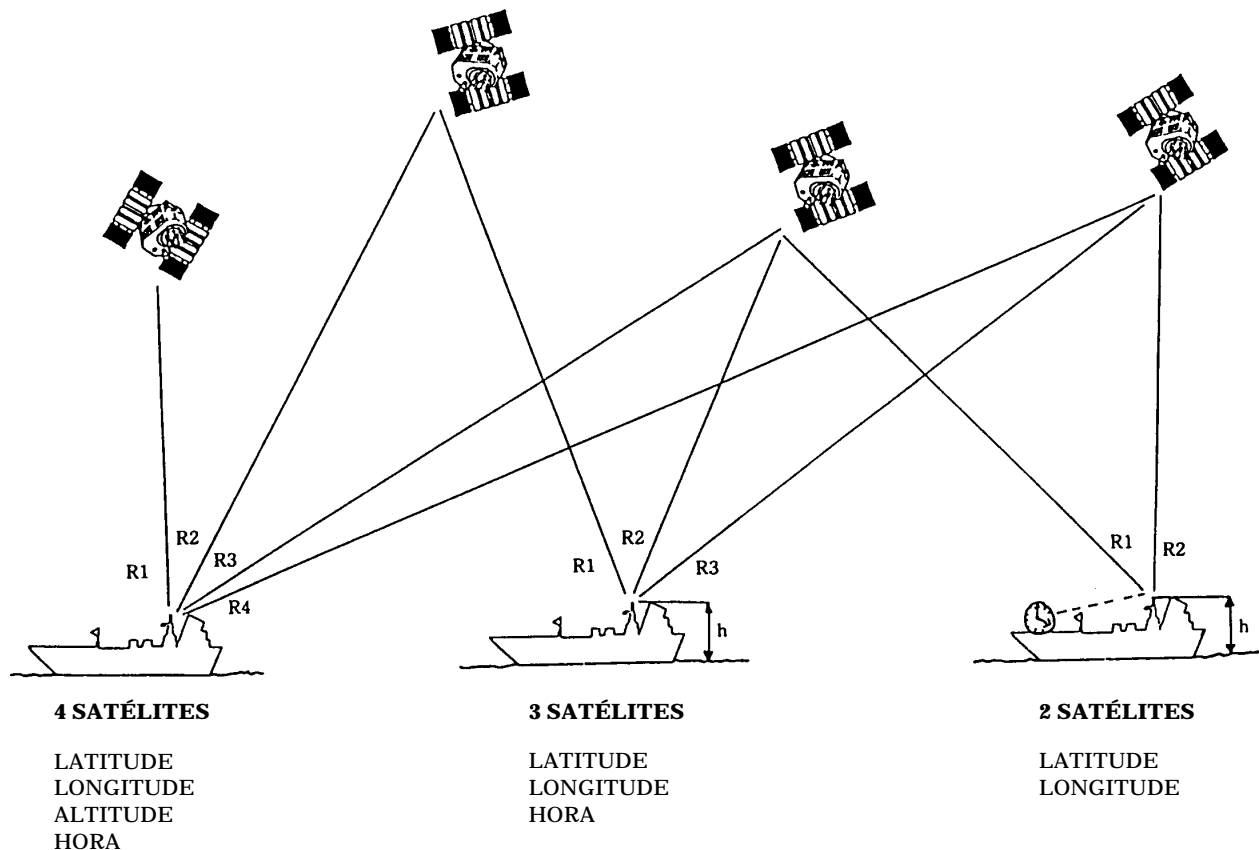 R1
R2
R3
R4
R1
R2
R3
h
R1
R2
h
4 SATÉLITES
LATITUDE
LONGITUDE
ALTITUDE
HORA
3 SATÉLITES
LATITUDE
LONGITUDE
HORA
2 SATÉLITES
LATITUDE
LONGITUDE